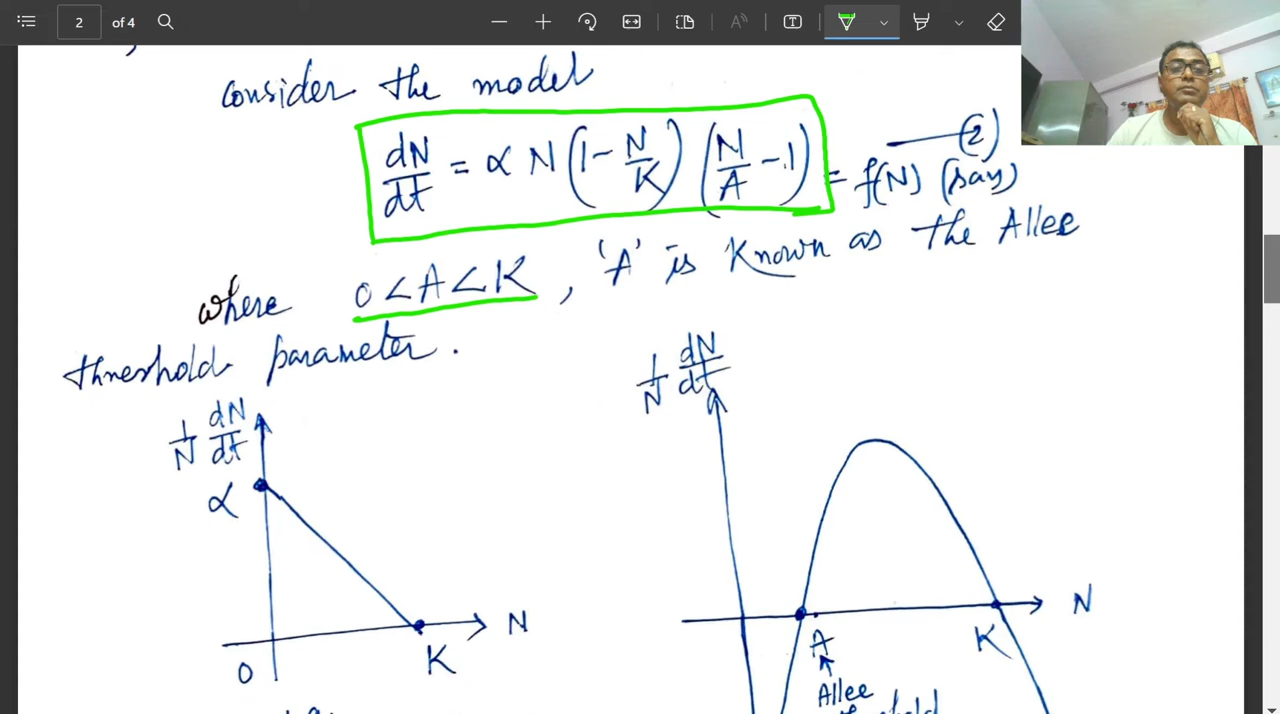 2 of 4
consider the model
dN/dt = α N (1 - N/K) (N/A - 1) = f(N) (say) —— (2)
where 0 < A < K, 'A' is known as the Allee
threshold parameter.
1/N dN/dt
α
0
K
N
1/N dN/dt
A
K
N
Allee